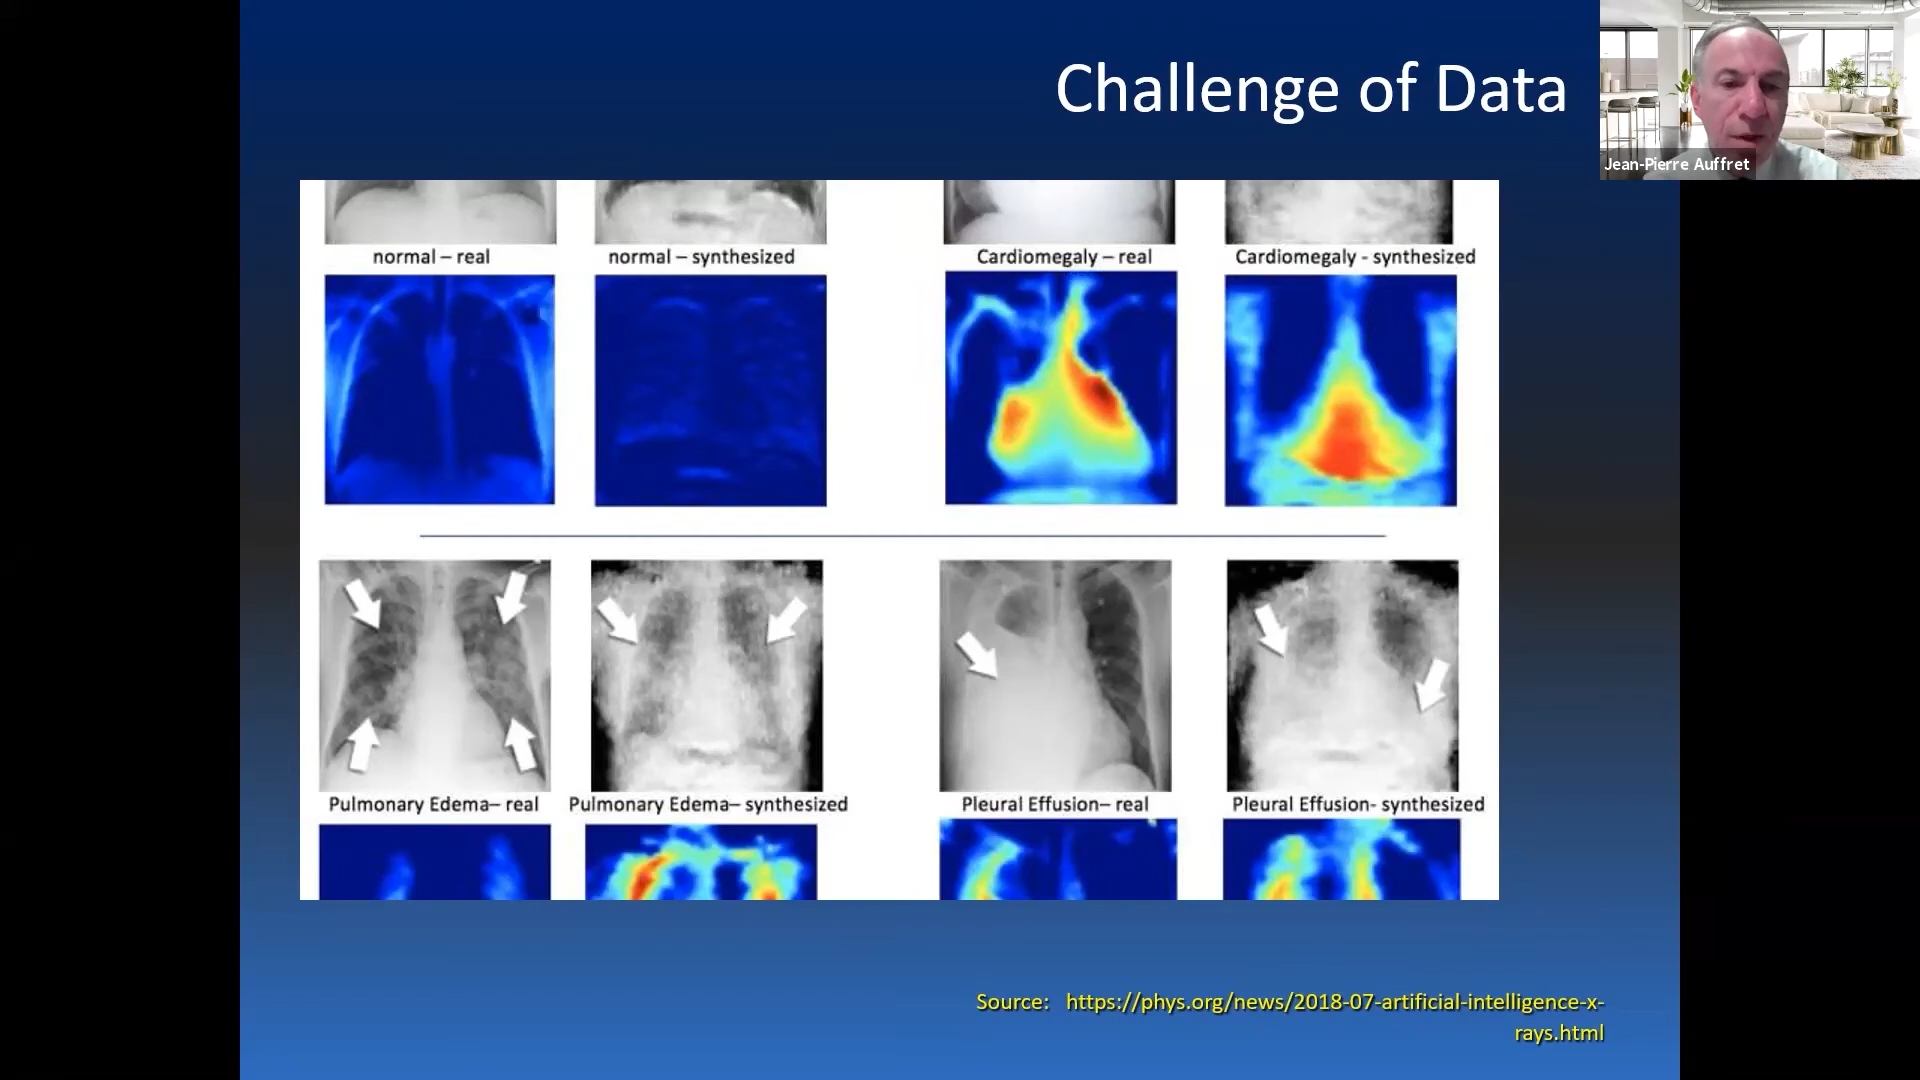 Challenge of Data
Jean-Pierre Auffret
normal – real
normal – synthesized
Cardiomegaly – real
Cardiomegaly - synthesized
Pulmonary Edema– real
Pulmonary Edema– synthesized
Pleural Effusion– real
Pleural Effusion- synthesized
Source: https://phys.org/news/2018-07-artificial-intelligence-x-
rays.html